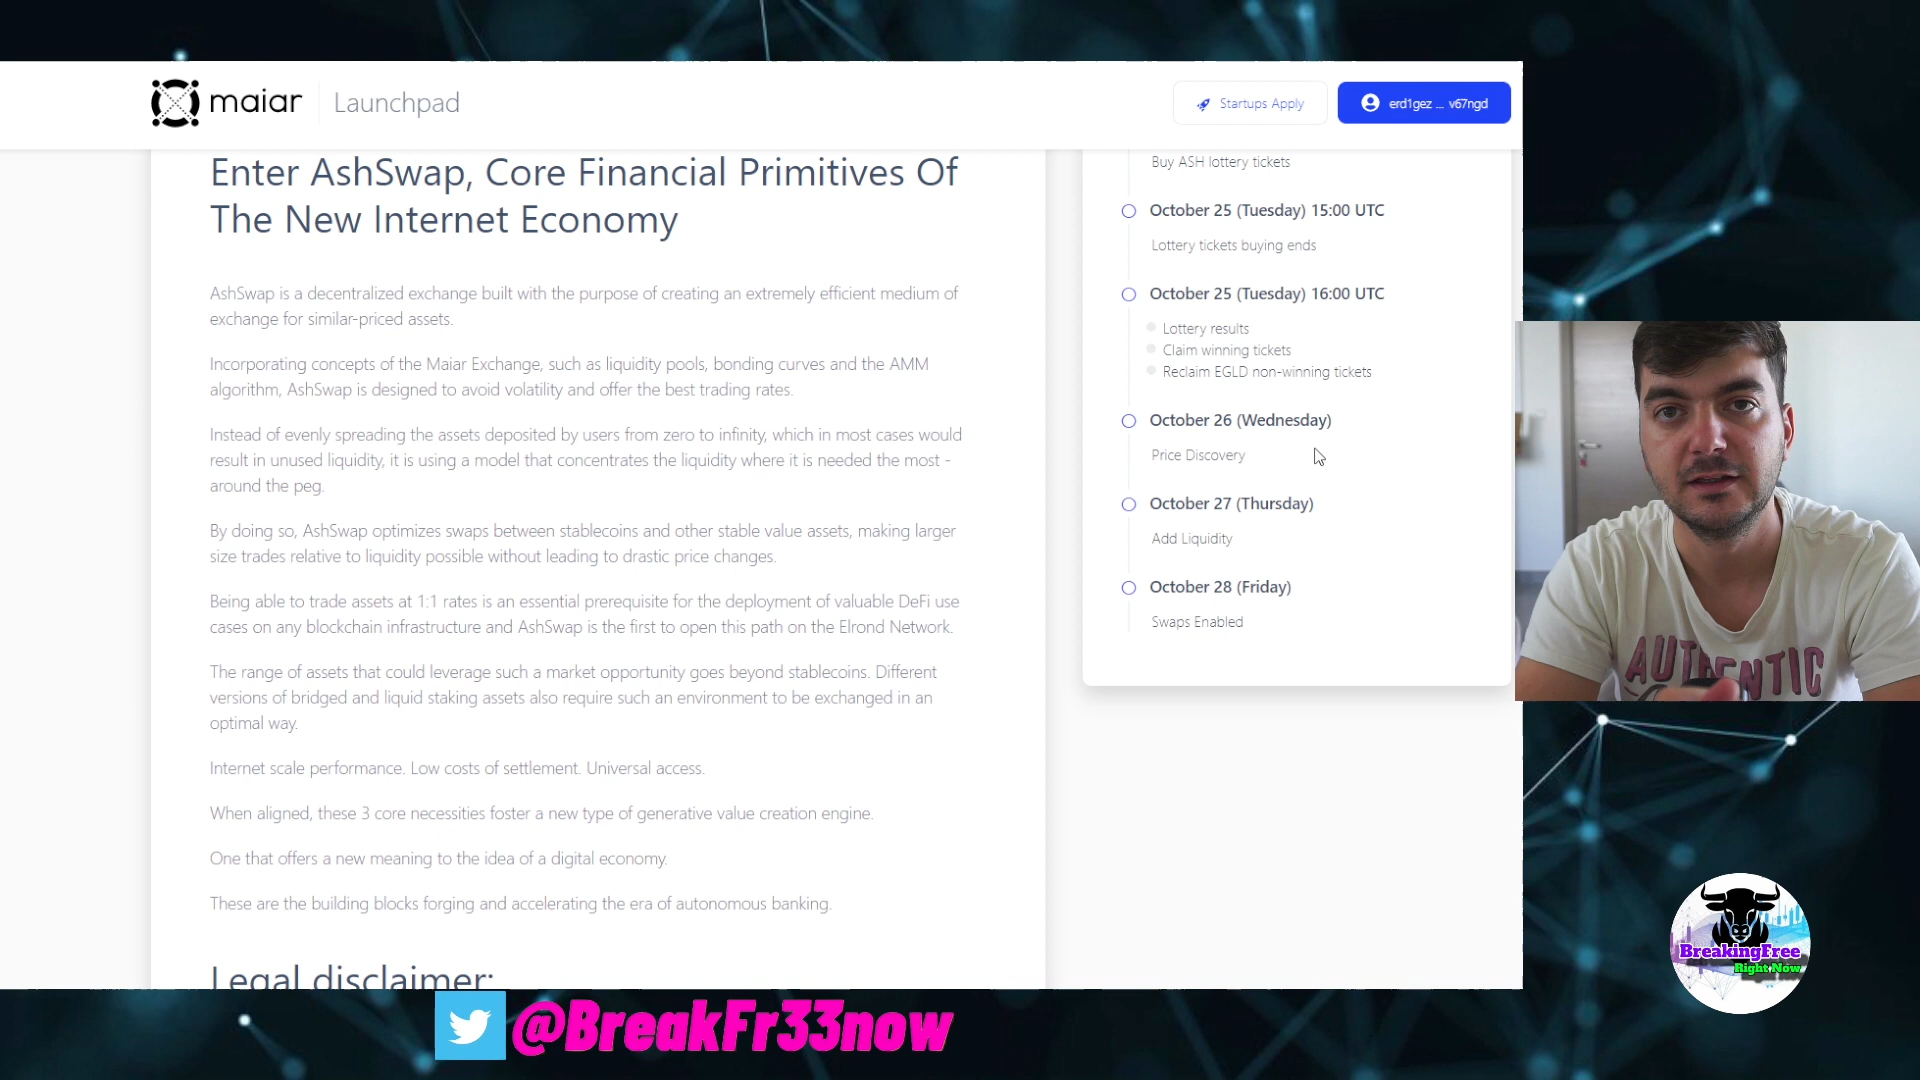 maiar
Launchpad
Startups Apply
erd1gez ... v67ngd
Enter AshSwap, Core Financial Primitives Of
The New Internet Economy
AshSwap is a decentralized exchange built with the purpose of creating an extremely efficient medium of
exchange for similar-priced assets.
Incorporating concepts of the Maiar Exchange, such as liquidity pools, bonding curves and the AMM
algorithm, AshSwap is designed to avoid volatility and offer the best trading rates.
Instead of evenly spreading the assets deposited by users from zero to infinity, which in most cases would
result in unused liquidity, it is using a model that concentrates the liquidity where it is needed the most -
around the peg.
By doing so, AshSwap optimizes swaps between stablecoins and other stable value assets, making larger
size trades relative to liquidity possible without leading to drastic price changes.
Being able to trade assets at 1:1 rates is an essential prerequisite for the deployment of valuable DeFi use
cases on any blockchain infrastructure and AshSwap is the first to open this path on the Elrond Network.
The range of assets that could leverage such a market opportunity goes beyond stablecoins. Different
versions of bridged and liquid staking assets also require such an environment to be exchanged in an
optimal way.
Internet scale performance. Low costs of settlement. Universal access.
When aligned, these 3 core necessities foster a new type of generative value creation engine.
One that offers a new meaning to the idea of a digital economy.
These are the building blocks forging and accelerating the era of autonomous banking.
Legal disclaimer:
Buy ASH lottery tickets
October 25 (Tuesday) 15:00 UTC
Lottery tickets buying ends
October 25 (Tuesday) 16:00 UTC
Lottery results
Claim winning tickets
Reclaim EGLD non-winning tickets
October 26 (Wednesday)
Price Discovery
October 27 (Thursday)
Add Liquidity
October 28 (Friday)
Swaps Enabled
AUTHENTIC
BreakingFree
Right Now
@BreakFr33now